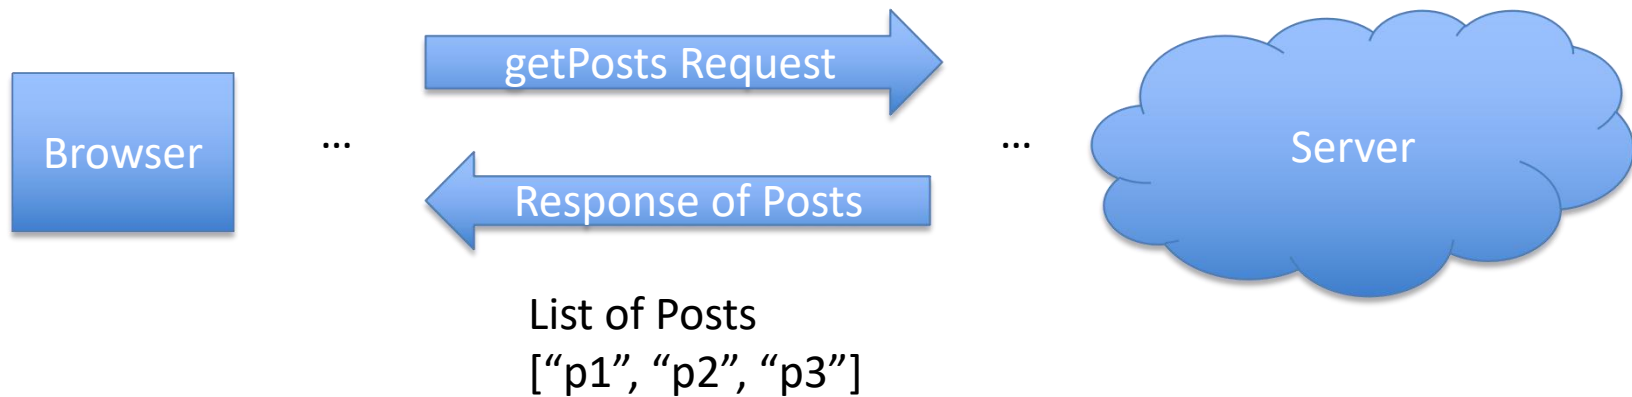 getPosts Request
Browser
...
...
Server
Response of Posts
List of Posts
[“p1”, “p2”, “p3”]